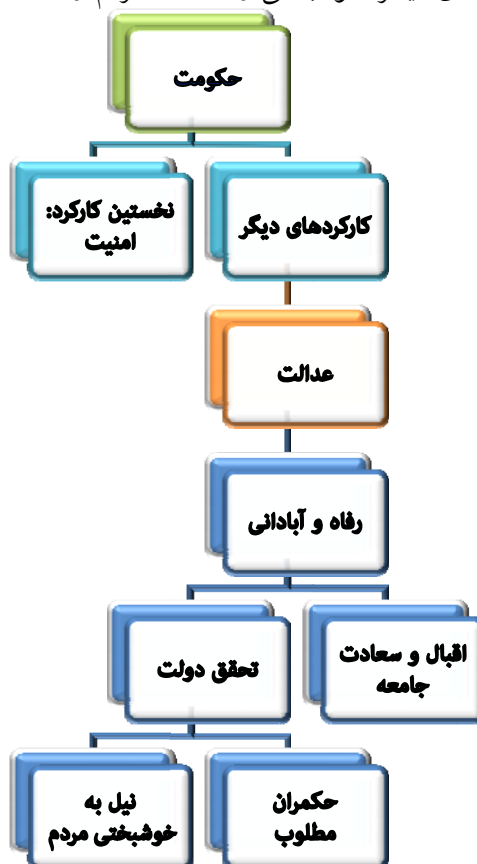 حکومت
کارکردهای دیگر
نخستین کارکرد:
امنیت
عدالت
رفاه و آبادانی
اقبال و سعادت
جامعه
تحقق دولت
حکمران
مطلوب
نیل به
خوشبختی مردم